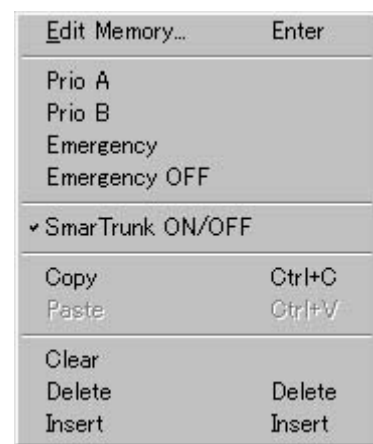 Edit Memory... Enter
Prio A
Prio B
Emergency
Emergency OFF
SmarTrunk ON/OFF
Copy Ctrl+C
Paste Ctrl+V
Clear
Delete Delete
Insert Insert